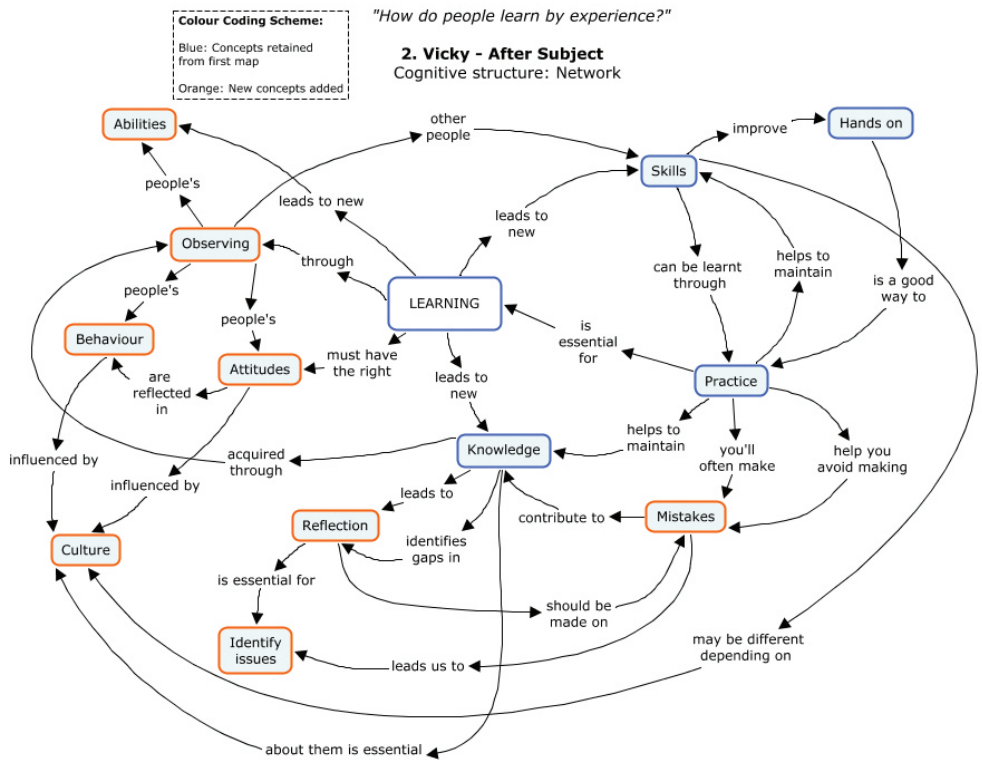 "How do people learn by experience?"
Colour Coding Scheme:
Blue: Concepts retained
from first map
Orange: New concepts added
2. Vicky - After Subject
Cognitive structure: Network
Abilities
other
people
improve
Hands on
Skills
people's
leads to new
leads to
new
Observing
through
can be learnt
through
helps to
maintain
is a good
way to
people's
LEARNING
people's
Behaviour
is
essential
for
must have
the right
Attitudes
are
reflected
in
leads to
new
Practice
helps to
maintain
you'll
often make
help you
avoid making
influenced by
acquired
through
Knowledge
influenced by
leads to
Reflection
identifies
gaps in
contribute to
Mistakes
Culture
is essential for
should be
made on
Identify
issues
leads us to
may be different
depending on
about them is essential